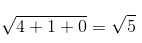 √(4 + 1 + 0) = √5